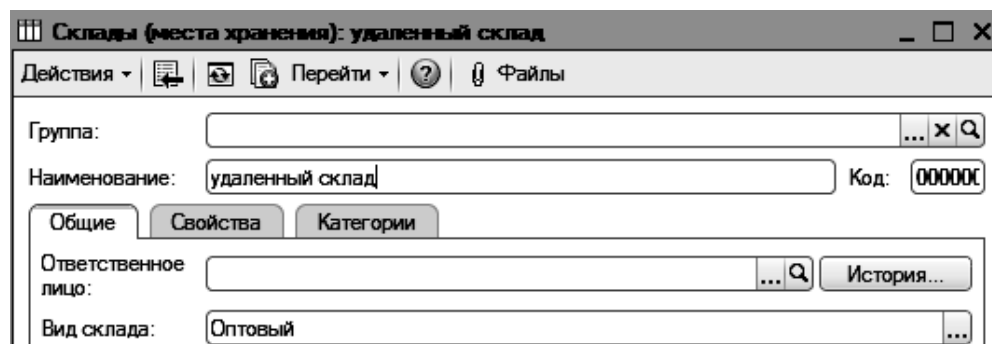 Склады (места хранения): удаленный склад
Действия Перейти ? Файлы
Группа: ...
Наименование: удаленный склад Код: 000000
Общие Свойства Категории
Ответственное лицо: ... История...
Вид склада: Оптовый ...